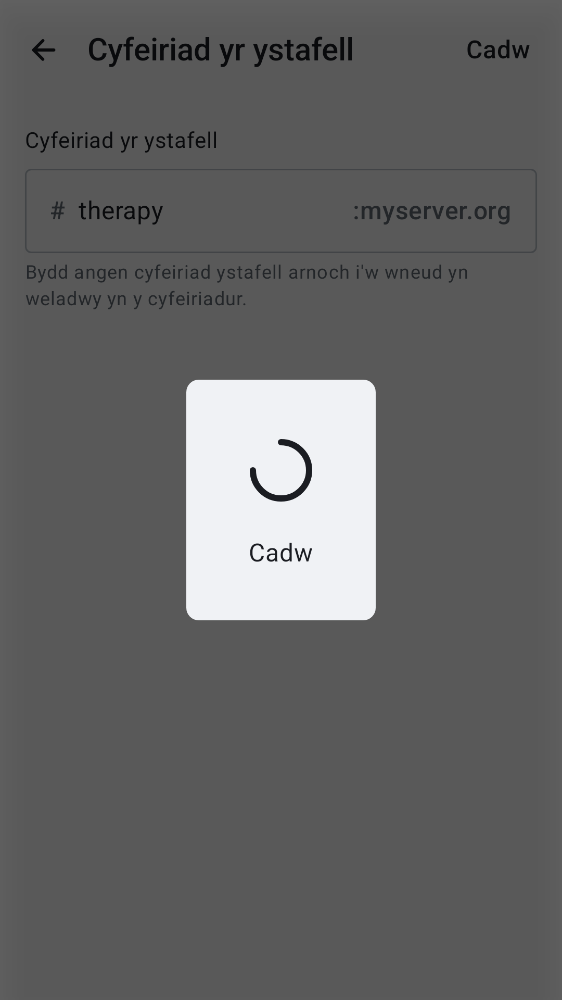 Cyfeiriad yr ystafell Cadw
Cyfeiriad yr ystafell
# therapy :myserver.org
Bydd angen cyfeiriad ystafell arnoch i'w wneud yn
weladwy yn y cyfeiriadur.
Cadw